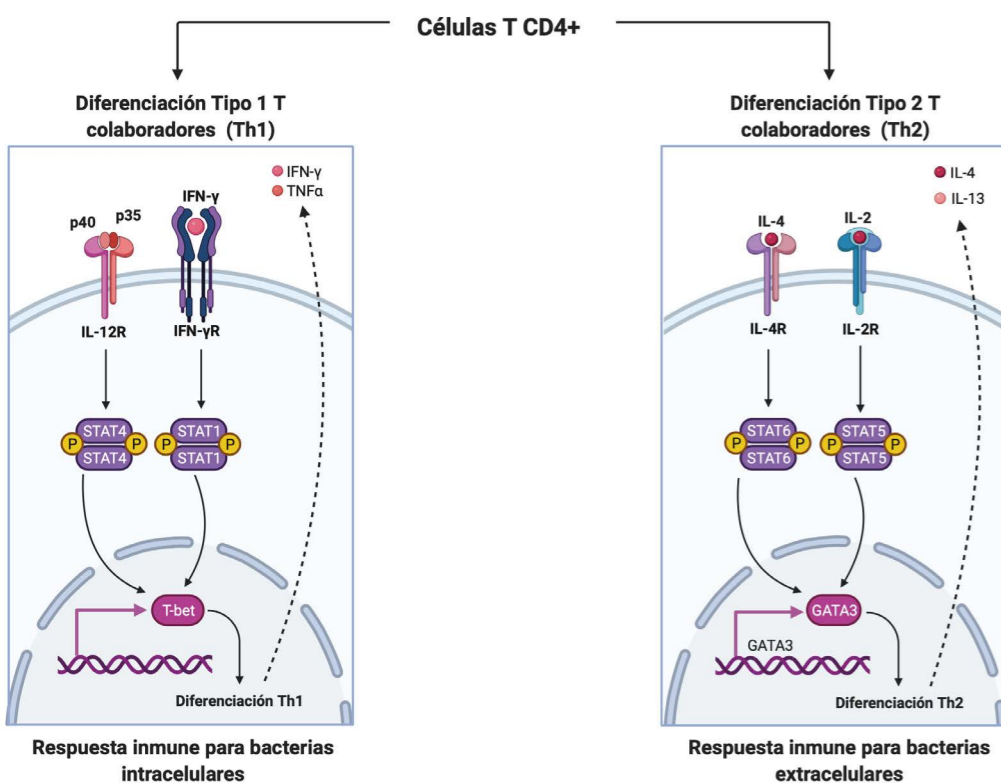 Células T CD4+
Diferenciación Tipo 1 T
colaboradores (Th1)
IFN-γ
TNFα
IFN-γ
p40
p35
IL-12R
IFN-γR
STAT4
P
P
STAT4
STAT1
P
P
STAT1
T-bet
Diferenciación Th1
Respuesta inmune para bacterias
intracelulares
Diferenciación Tipo 2 T
colaboradores (Th2)
IL-4
IL-13
IL-4
IL-2
IL-4R
IL-2R
STAT6
P
P
STAT6
STAT5
P
P
STAT5
GATA3
GATA3
Diferenciación Th2
Respuesta inmune para bacterias
extracelulares